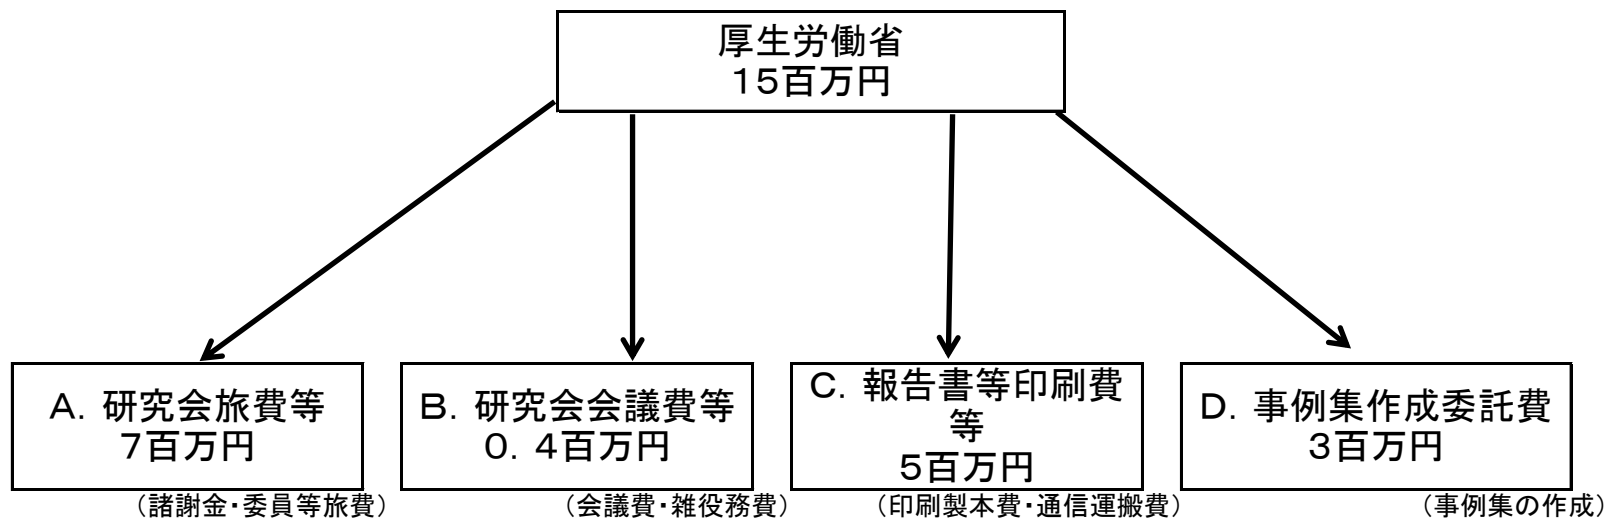 厚生労働省
15百万円
A. 研究会旅費等
7百万円
(諸謝金・委員等旅費)
B. 研究会会議費等
0. 4百万円
(会議費・雑役務費)
C. 報告書等印刷費
等
5百万円
(印刷製本費・通信運搬費)
D. 事例集作成委託費
3百万円
(事例集の作成)